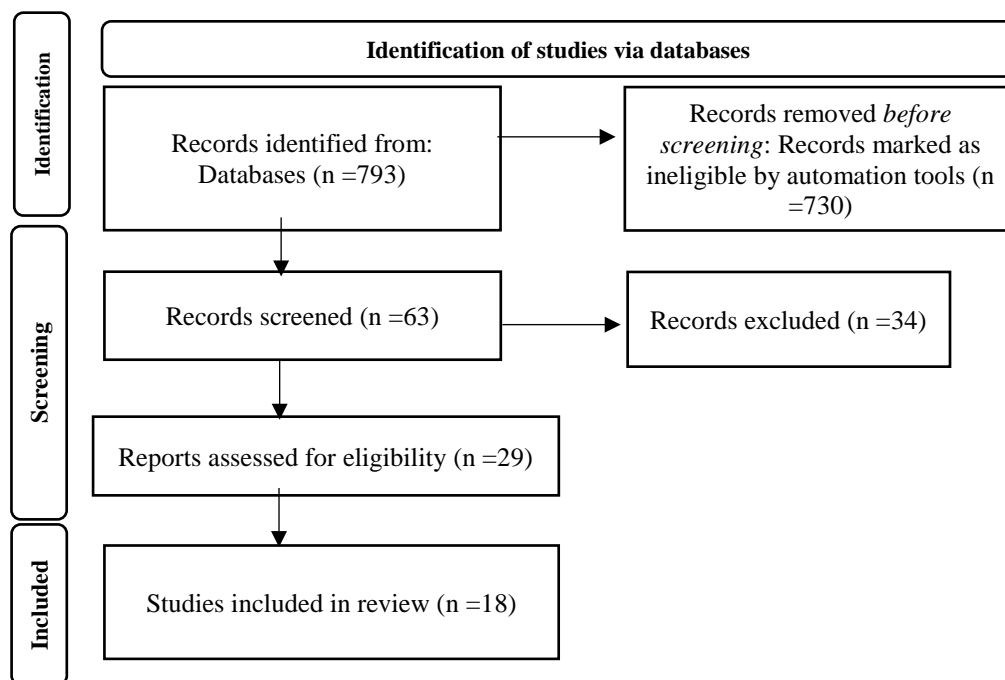 Identification of studies via databases
Identification
Records identified from:
Databases (n =793)
Records removed before
screening: Records marked as
ineligible by automation tools (n
=730)
Screening
Records screened (n =63)
Records excluded (n =34)
Reports assessed for eligibility (n =29)
Included
Studies included in review (n =18)